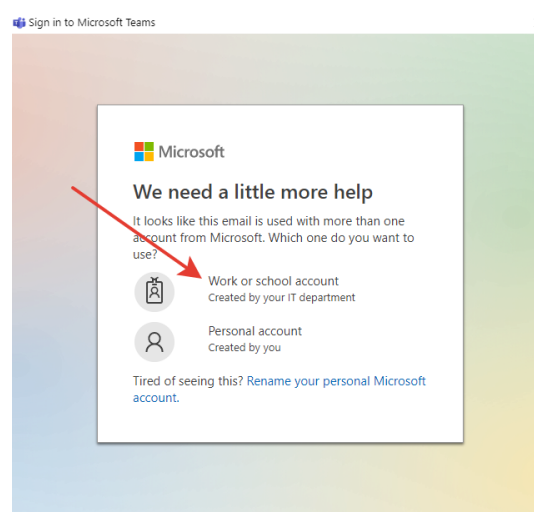 Sign in to Microsoft Teams
Microsoft
We need a little more help
It looks like this email is used with more than one
account from Microsoft. Which one do you want to
use?
Work or school account
Created by your IT department
Personal account
Created by you
Tired of seeing this? Rename your personal Microsoft
account.